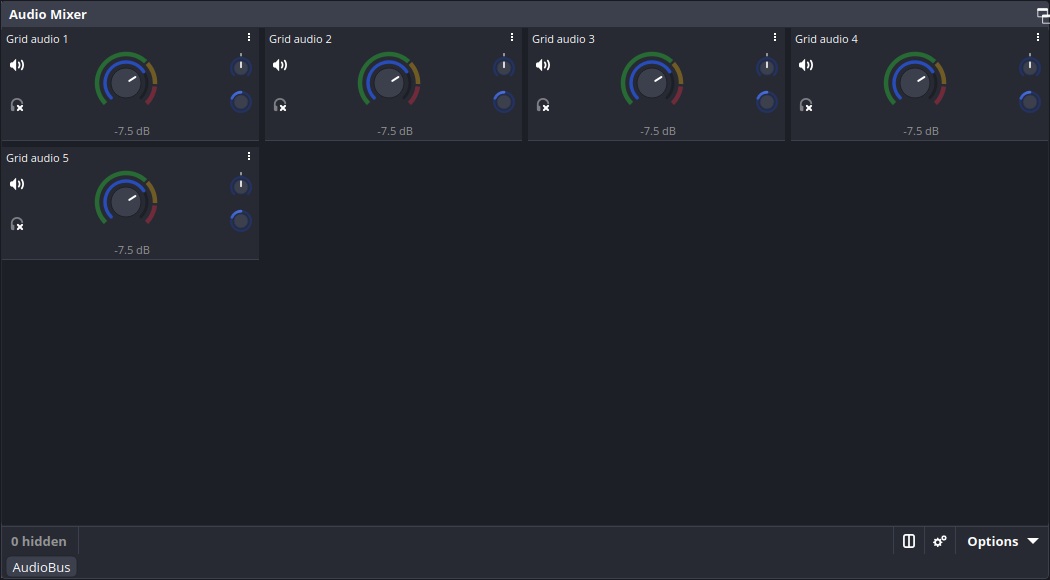 Audio Mixer
Grid audio 1
Grid audio 2
Grid audio 3
Grid audio 4
-7.5 dB
-7.5 dB
-7.5 dB
-7.5 dB
Grid audio 5
-7.5 dB
0 hidden
Options
AudioBus